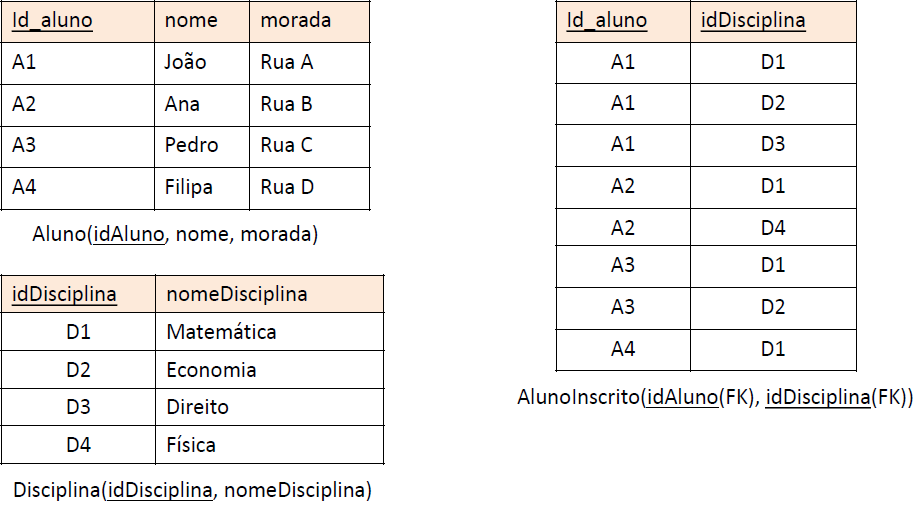 Id_aluno nome morada
A1 João Rua A
A2 Ana Rua B
A3 Pedro Rua C
A4 Filipa Rua D
Aluno(idAluno, nome, morada)
idDisciplina nomeDisciplina
D1 Matemática
D2 Economia
D3 Direito
D4 Física
Disciplina(idDisciplina, nomeDisciplina)
Id_aluno idDisciplina
A1 D1
A1 D2
A1 D3
A2 D1
A2 D4
A3 D1
A3 D2
A4 D1
AlunoInscrito(idAluno(FK), idDisciplina(FK))